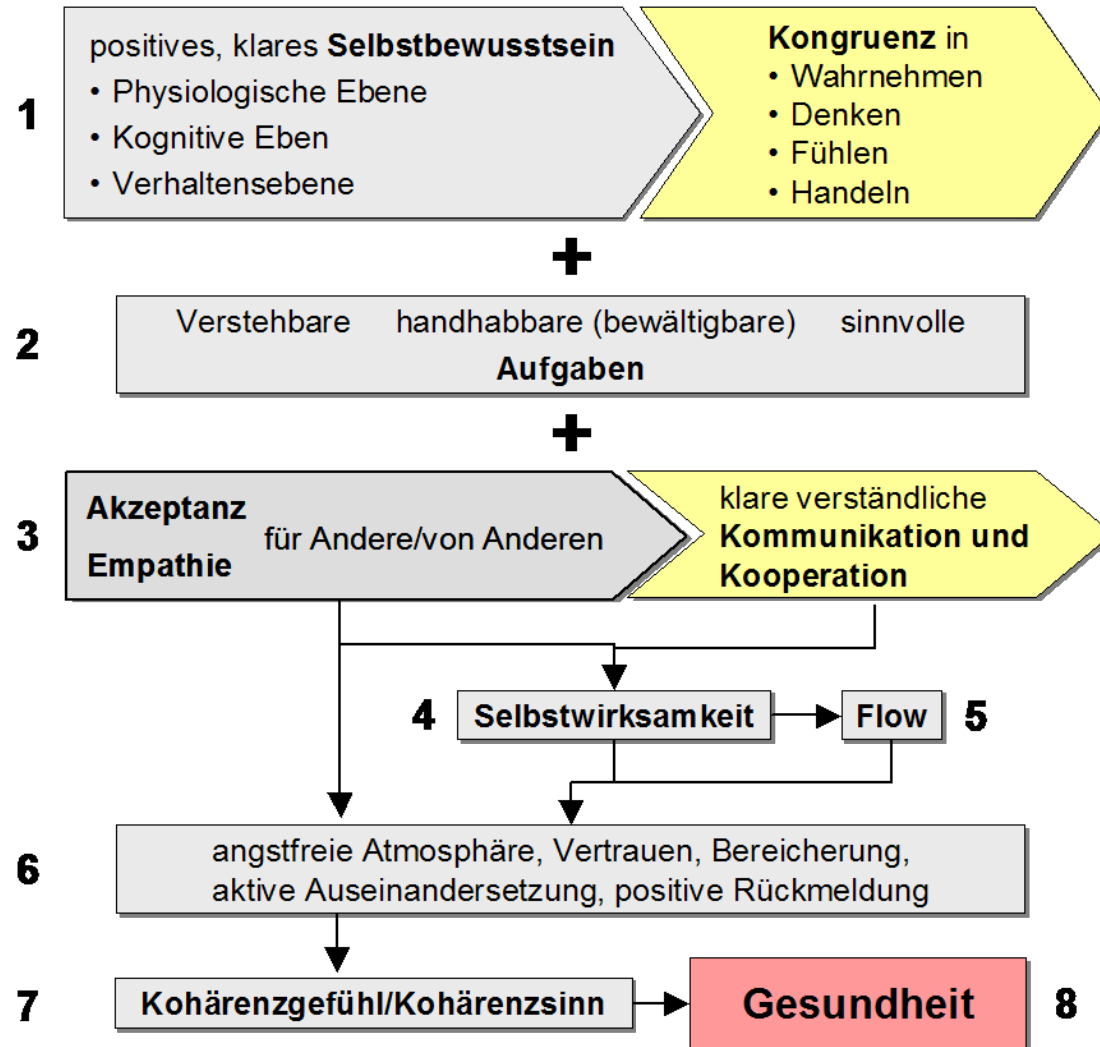 1
positives, klares Selbstbewusstsein
• Physiologische Ebene
• Kognitive Eben
• Verhaltensebene
Kongruenz in
• Wahrnehmen
• Denken
• Fühlen
• Handeln
+
2
Verstehbare handhabbare (bewältigbare) sinnvolle
Aufgaben
+
3
Akzeptanz
Empathie
für Andere/von Anderen
klare verständliche
Kommunikation und
Kooperation
4
Selbstwirksamkeit
Flow
5
6
angstfreie Atmosphäre, Vertrauen, Bereicherung,
aktive Auseinandersetzung, positive Rückmeldung
7
Kohärenzgefühl/Kohärenzsinn
Gesundheit
8